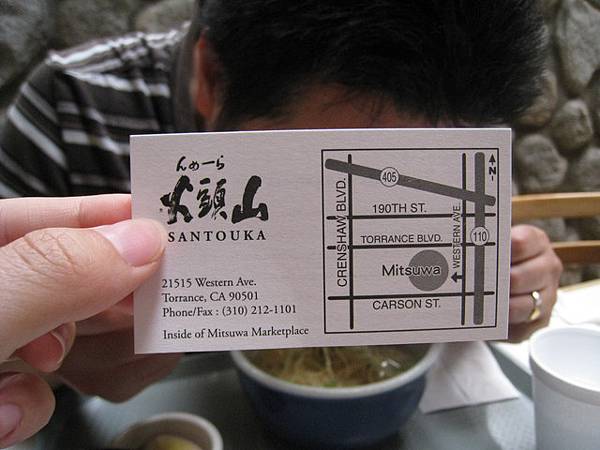 んめーら
山頭火
SANTOUKA
21515 Western Ave.
Torrance, CA 90501
Phone/Fax : (310) 212-1101
Inside of Mitsuwa Marketplace
N
405
CRENSHAW BLVD.
190TH ST.
WESTERN AVE.
110
TORRANCE BLVD.
Mitsuwa
CARSON ST.